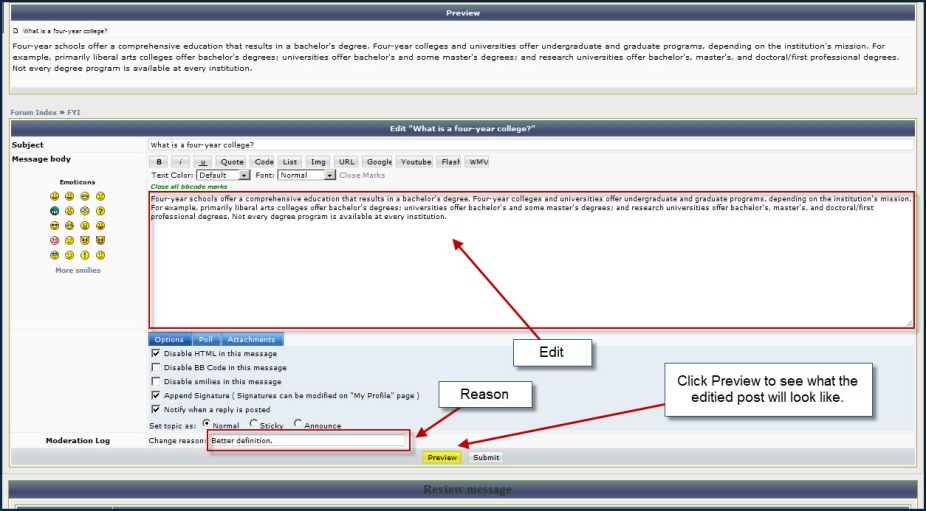 Preview
What is a four-year college?
Four-year schools offer a comprehensive education that results in a bachelor's degree. Four-year colleges and universities offer undergraduate and graduate programs, depending on the institution's mission. For
example, primarily liberal arts colleges offer bachelor's degrees; universities offer bachelor's and some master's degrees; and research universities offer bachelor's, master's, and doctoral/first professional degrees.
Not every degree program is available at every institution.
Forum Index » FYI
Edit "What is a four-year college?"
Subject
What is a four-year college?
Message body
B i u Quote Code List Img URL Google Youtube Flash WMV
Text Color: Default Font: Normal Close Marks
Close all bbcode marks
Emoticons
More smilies
Four-year schools offer a comprehensive education that results in a bachelor's degree. Four-year colleges and universities offer undergraduate and graduate programs, depending on the institution's mission.
For example, primarily liberal arts colleges offer bachelor's degrees; universities offer bachelor's and some master's degrees; and research universities offer bachelor's, master's, and doctoral/first
professional degrees. Not every degree program is available at every institution.
Edit
Options Poll Attachments
Disable HTML in this message
Disable BB Code in this message
Disable smilies in this message
Append Signature ( Signatures can be modified on "My Profile" page )
Notify when a reply is posted
Set topic as: Normal Sticky Announce
Reason
Click Preview to see what the
editied post will look like.
Moderation Log
Change reason: Better definition.
Preview Submit
Review message